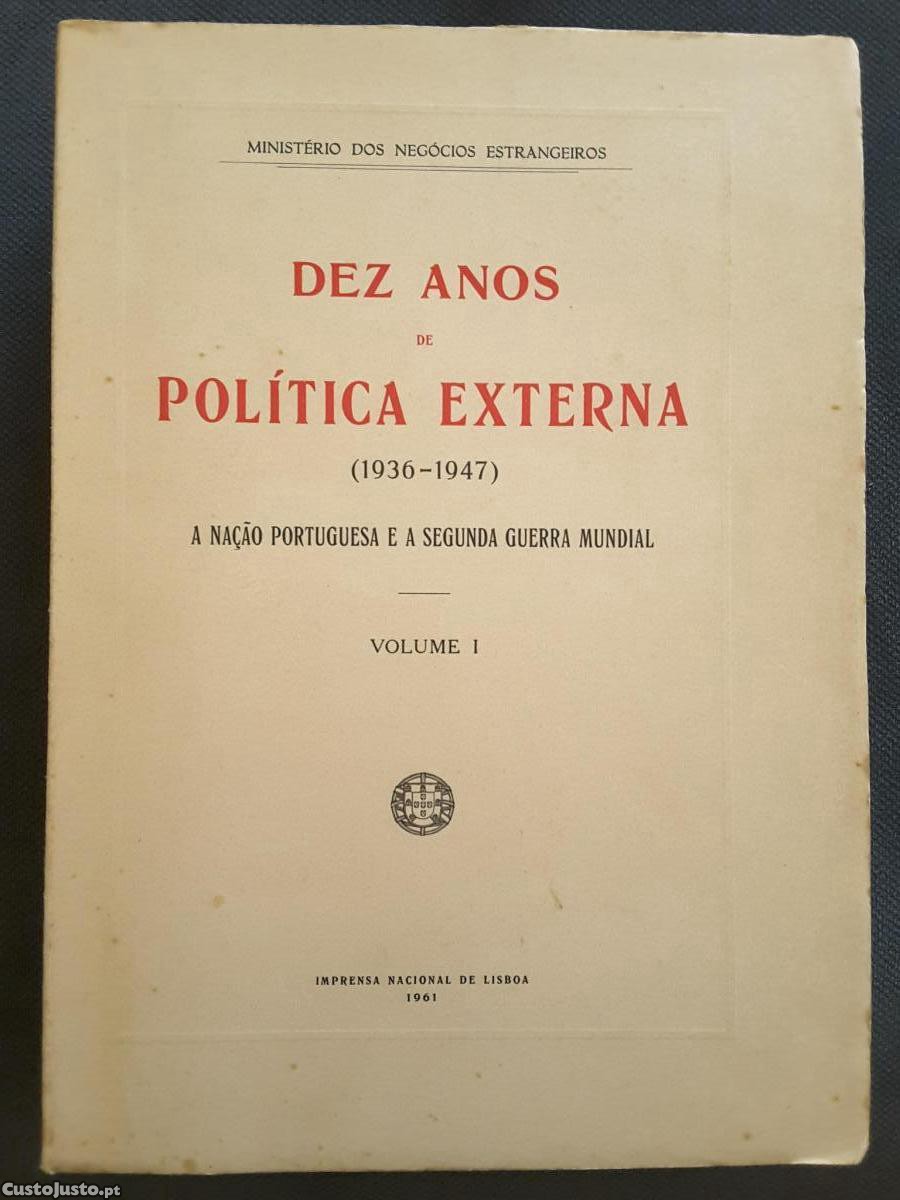 MINISTÉRIO DOS NEGÓCIOS ESTRANGEIROS
DEZ ANOS
DE
POLÍTICA EXTERNA
(1936-1947)
A NAÇÃO PORTUGUESA E A SEGUNDA GUERRA MUNDIAL
VOLUME I
IMPRENSA NACIONAL DE LISBOA
1961
CustoJusto.pt